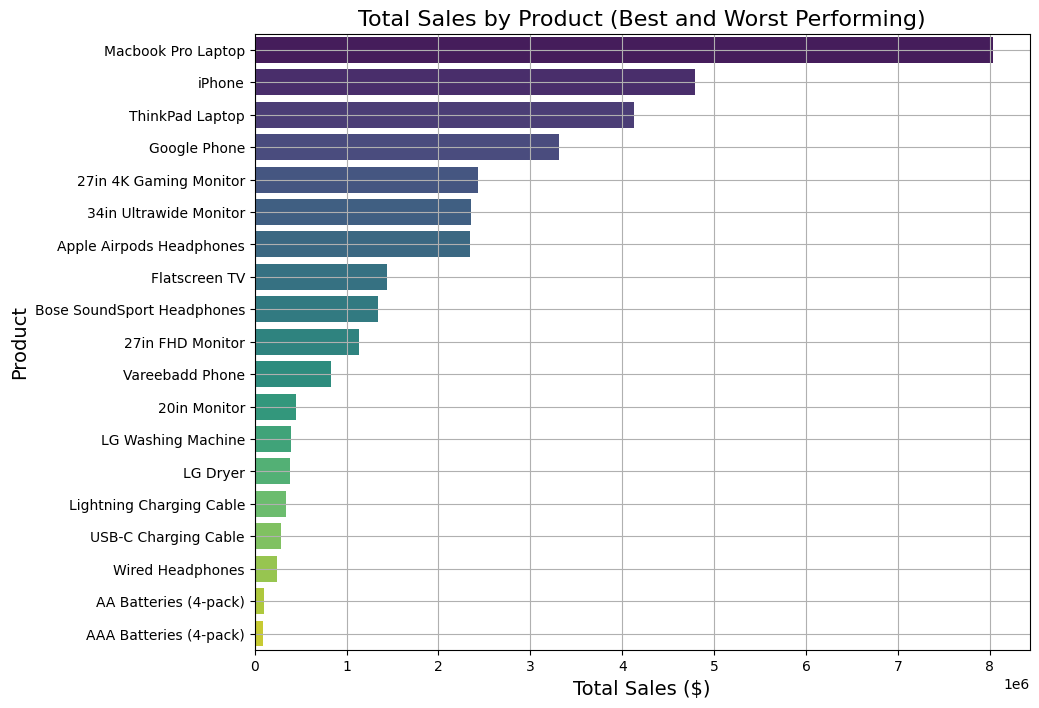 Total Sales by Product (Best and Worst Performing)
Product
Macbook Pro Laptop
iPhone
ThinkPad Laptop
Google Phone
27in 4K Gaming Monitor
34in Ultrawide Monitor
Apple Airpods Headphones
Flatscreen TV
Bose SoundSport Headphones
27in FHD Monitor
Vareebadd Phone
20in Monitor
LG Washing Machine
LG Dryer
Lightning Charging Cable
USB-C Charging Cable
Wired Headphones
AA Batteries (4-pack)
AAA Batteries (4-pack)
0 1 2 3 4 5 6 7 8
1e6
Total Sales ($)